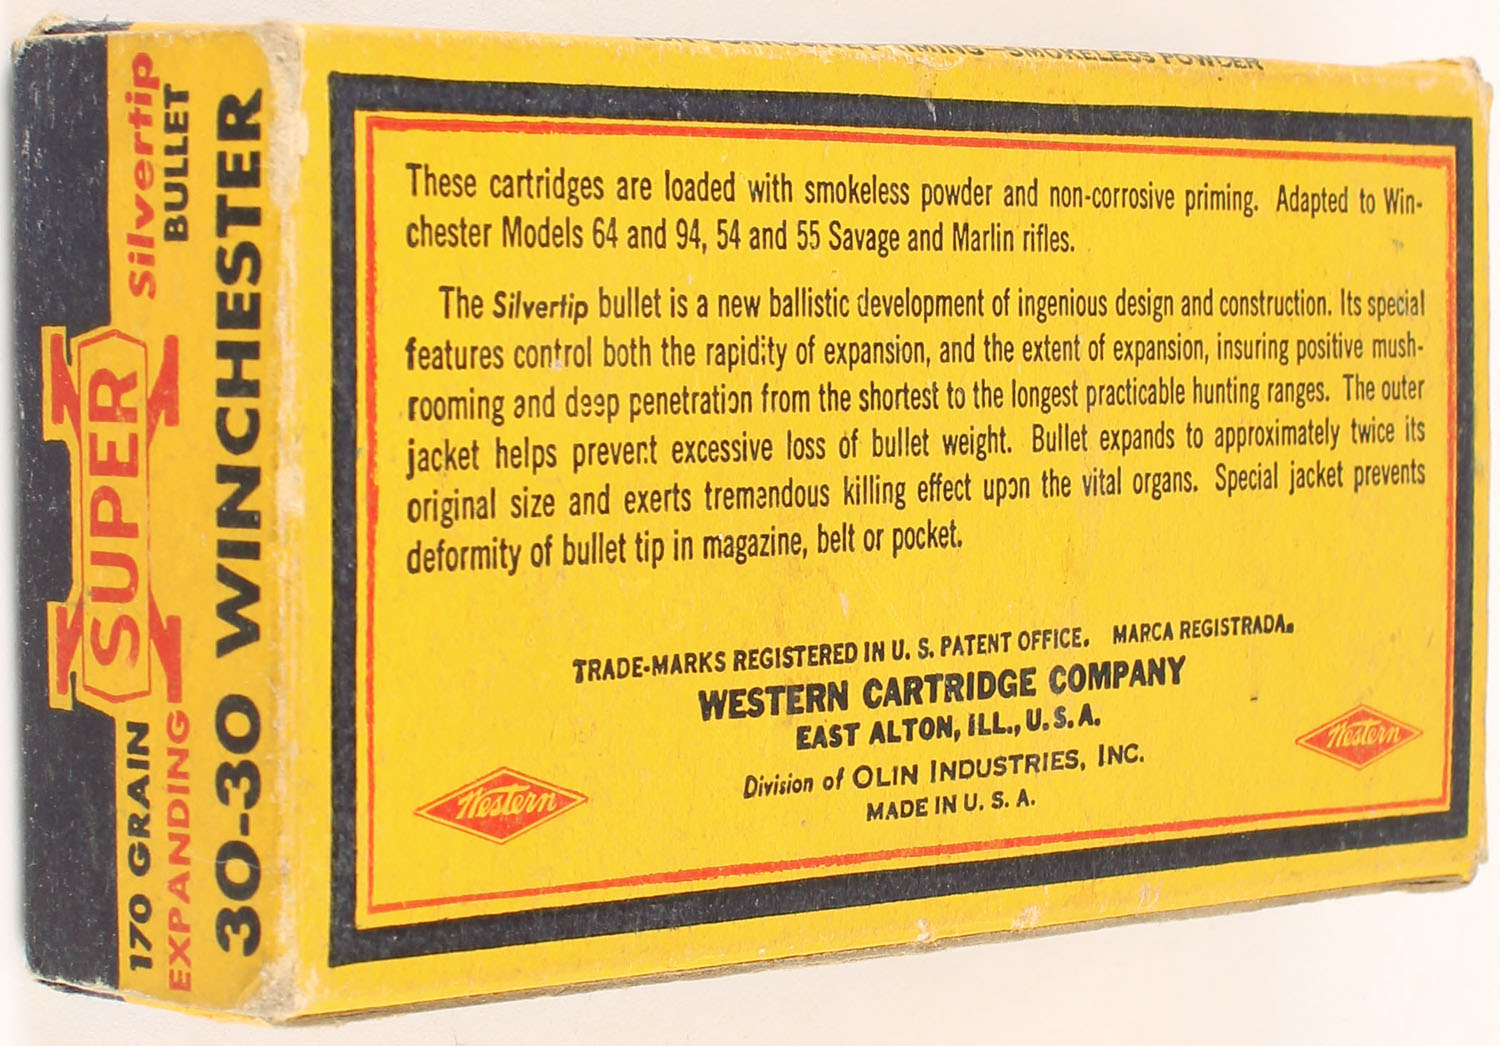 NON-CORROSIVE PRIMING—SMOKELESS POWDER
These cartridges are loaded with smokeless powder and non-corrosive priming. Adapted to Win-
chester Models 64 and 94, 54 and 55 Savage and Marlin rifles.
The Silvertip bullet is a new ballistic development of ingenious design and construction. Its special
features control both the rapidity of expansion, and the extent of expansion, insuring positive mush-
rooming and deep penetration from the shortest to the longest practicable hunting ranges. The outer
jacket helps prevent excessive loss of bullet weight. Bullet expands to approximately twice its
original size and exerts tremendous killing effect upon the vital organs. Special jacket prevents
deformity of bullet tip in magazine, belt or pocket.
TRADE-MARKS REGISTERED IN U. S. PATENT OFFICE. MARCA REGISTRADA.
WESTERN CARTRIDGE COMPANY
EAST ALTON, ILL., U. S. A.
Division of OLIN INDUSTRIES, INC.
MADE IN U. S. A.
Western
Western
SUPER X
170 GRAIN
EXPANDING
Silvertip
BULLET
30-30 WINCHESTER